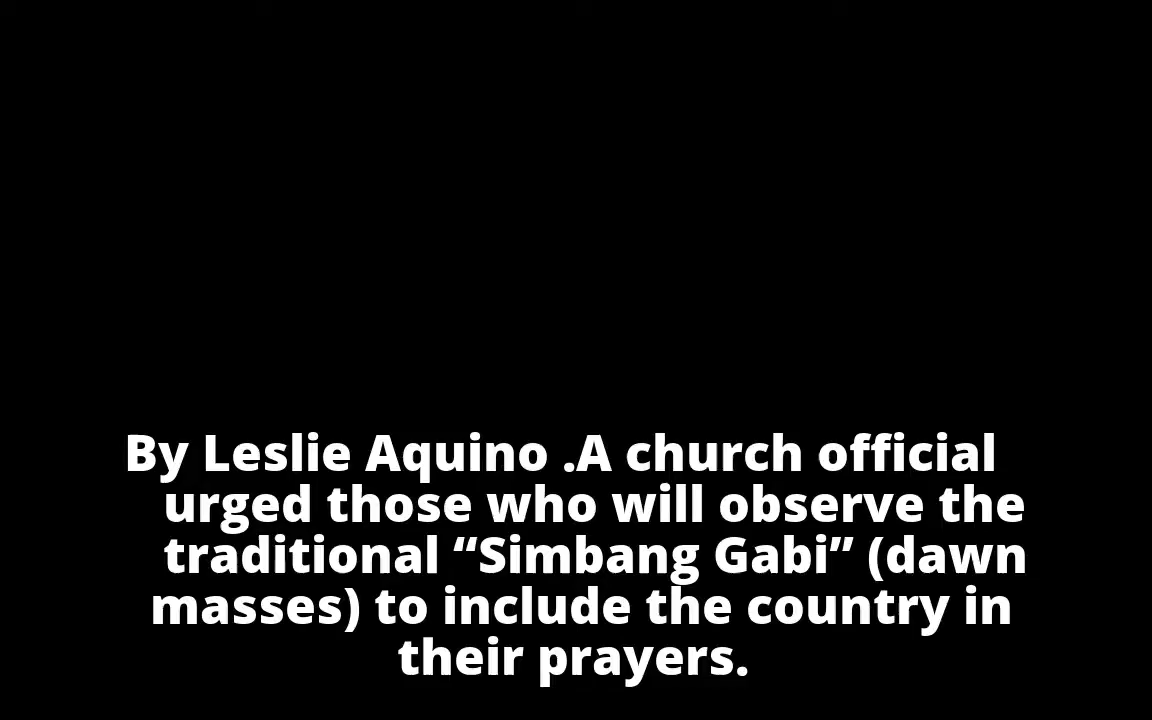 By Leslie Aquino .A church official
urged those who will observe the
traditional “Simbang Gabi” (dawn
masses) to include the country in
their prayers.